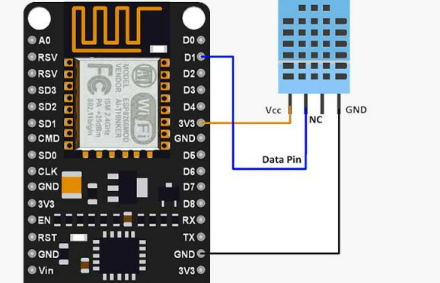 A0
RSV
RSV
SD3
SD2
SD1
CMD
SD0
CLK
GND
3V3
EN
RST
GND
Vin
D0
D1
D2
D3
D4
3V3
GND
D5
D6
D7
D8
RX
TX
GND
3V3
MODEL
VENDOR
ESP8266MOD
AI-THINKER
ISM 2.4GHz
PA +25dBm
802.11b/g/n
FC
WiFi
Vcc
NC
GND
Data Pin